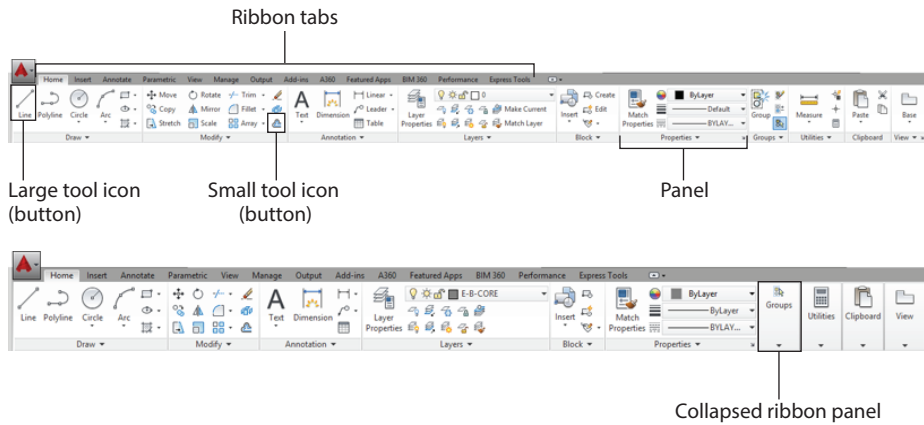 Ribbon tabs
Home Insert Annotate Parametric View Manage Output Add-ins A360 Featured Apps BIM 360 Performance Express Tools
Move Rotate Trim Linear 0 Create ByLayer
Line Polyline Circle Arc Copy Mirror Fillet Text Dimension Leader Layer Properties Make Current Insert Edit Match Properties Default Group Measure Paste Base
Stretch Scale Array Table Match Layer BYLAY...
Draw Modify Annotation Layers Block Properties Groups Utilities Clipboard View
Large tool icon
(button)
Small tool icon
(button)
Panel
Home Insert Annotate Parametric View Manage Output Add-ins A360 Featured Apps BIM 360 Performance Express Tools
E-B-CORE ByLayer
Line Polyline Circle Arc Text Dimension Layer Properties Insert Match Properties ByLayer Groups Utilities Clipboard View
BYLAY...
Draw Modify Annotation Layers Block Properties
Collapsed ribbon panel